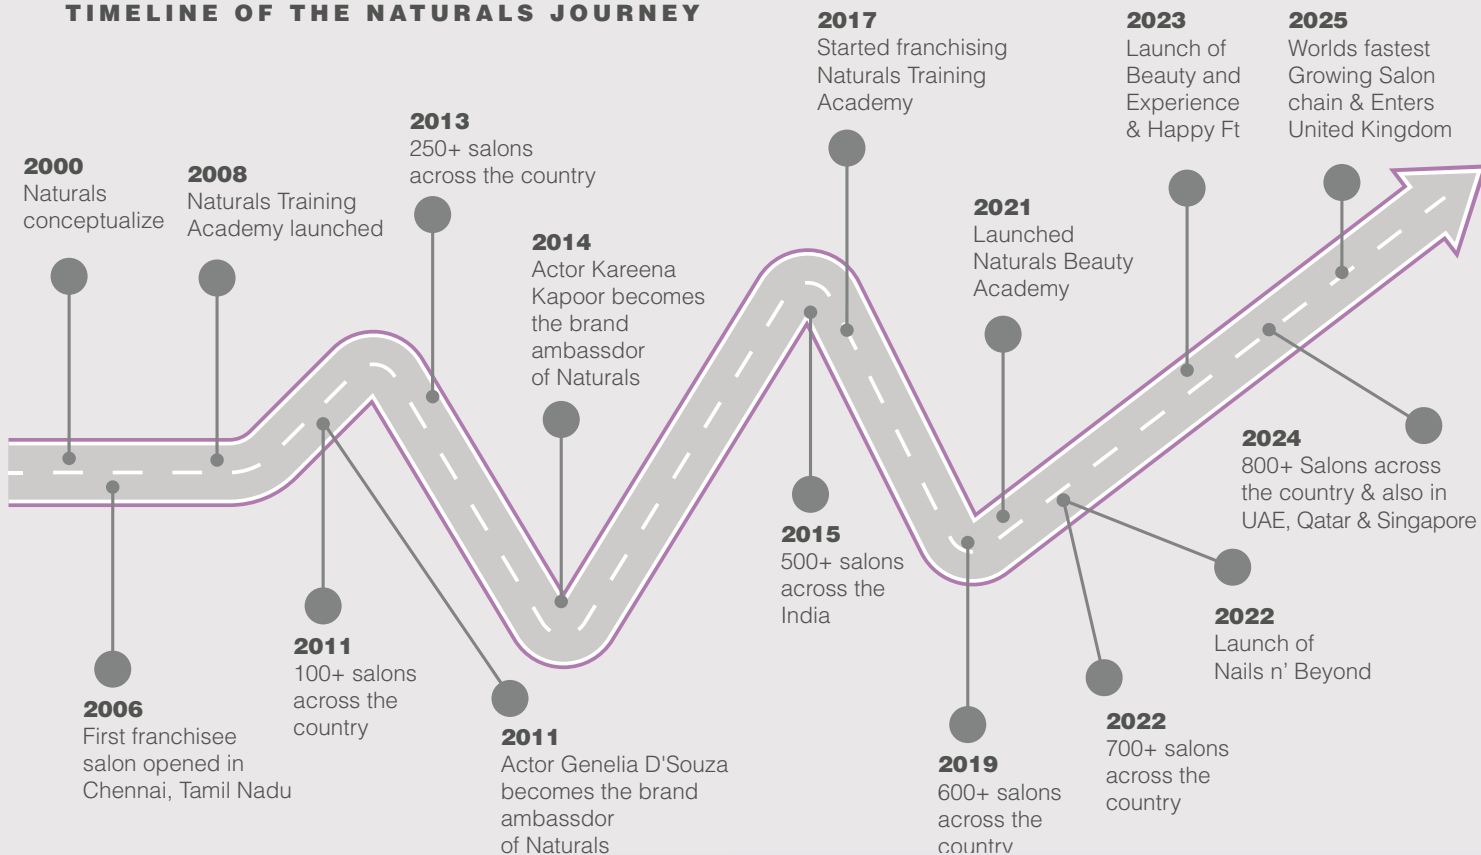 TIMELINE OF THE NATURALS JOURNEY
2000
Naturals
conceptualize
2006
First franchisee
salon opened in
Chennai, Tamil Nadu
2008
Naturals Training
Academy launched
2011
100+ salons
across the
country
2011
Actor Genelia D'Souza
becomes the brand
ambassdor
of Naturals
2013
250+ salons
across the country
2014
Actor Kareena
Kapoor becomes
the brand
ambassdor
of Naturals
2015
500+ salons
across the
India
2017
Started franchising
Naturals Training
Academy
2019
600+ salons
across the
country
2021
Launched
Naturals Beauty
Academy
2022
700+ salons
across the
country
2022
Launch of
Nails n’ Beyond
2023
Launch of
Beauty and
Experience
& Happy Ft
2024
800+ Salons across
the country & also in
UAE, Qatar & Singapore
2025
Worlds fastest
Growing Salon
chain & Enters
United Kingdom